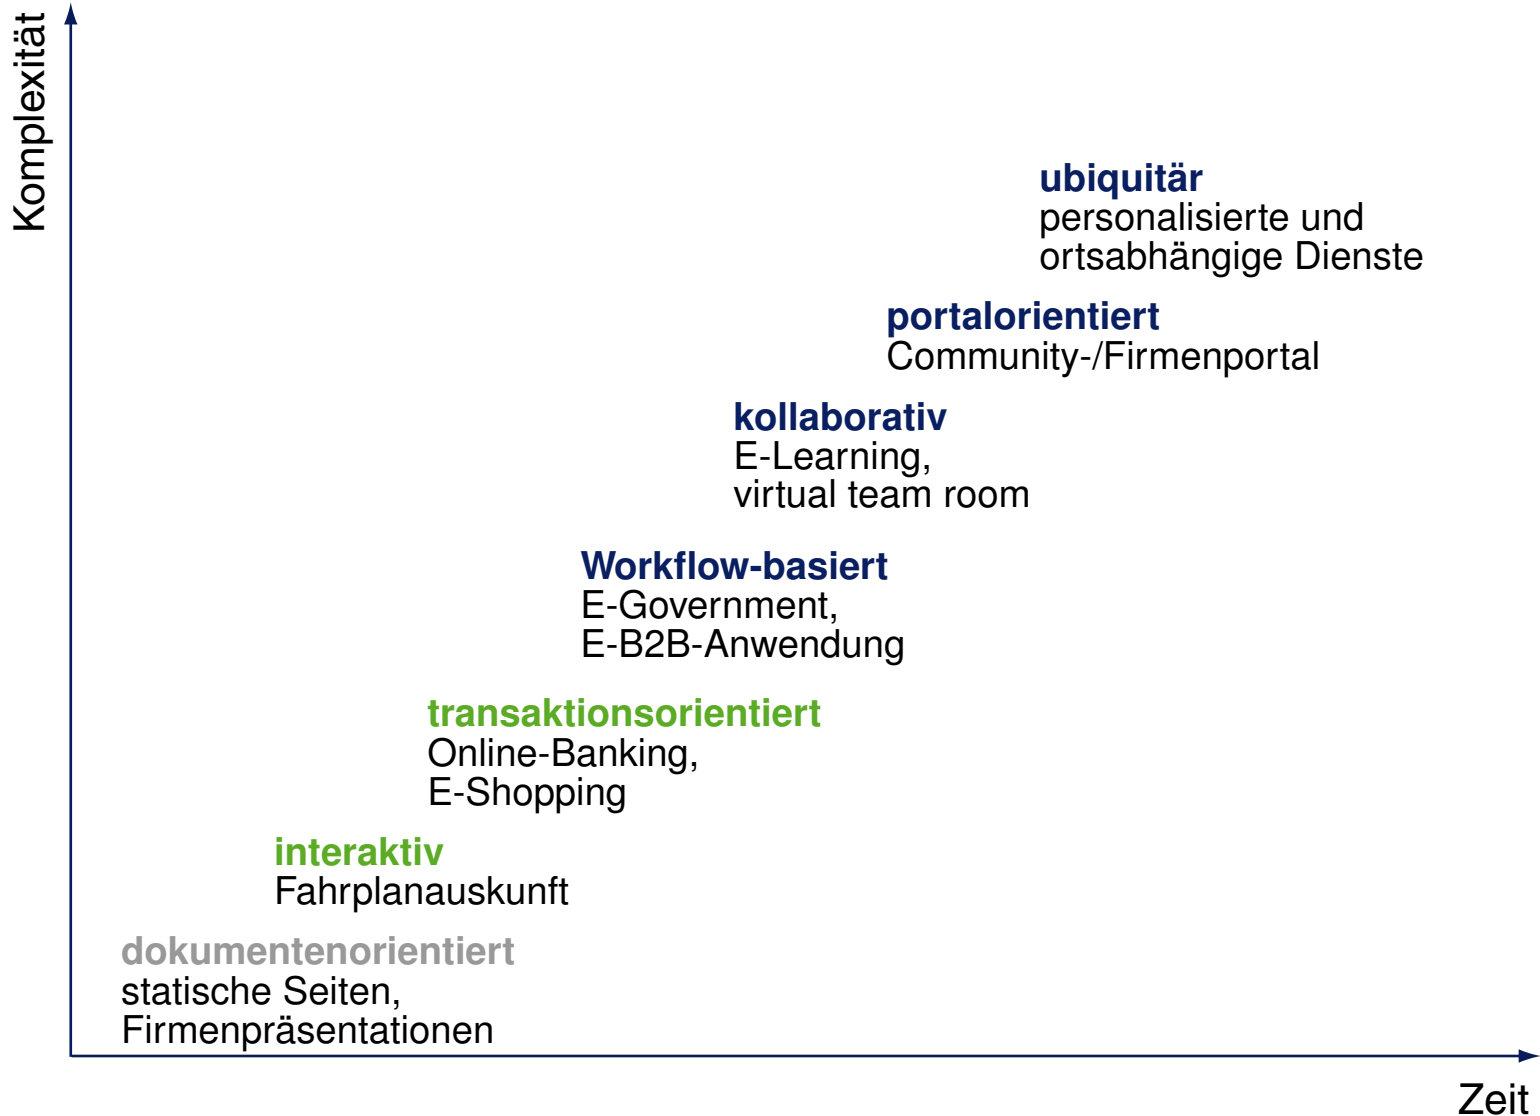 Komplexität
ubiquitär
personalisierte und
ortsabhängige Dienste
portalorientiert
Community-/Firmenportal
kollaborativ
E-Learning,
virtual team room
Workflow-basiert
E-Government,
E-B2B-Anwendung
transaktionsorientiert
Online-Banking,
E-Shopping
interaktiv
Fahrplanauskunft
dokumentenorientiert
statische Seiten,
Firmenpräsentationen
Zeit